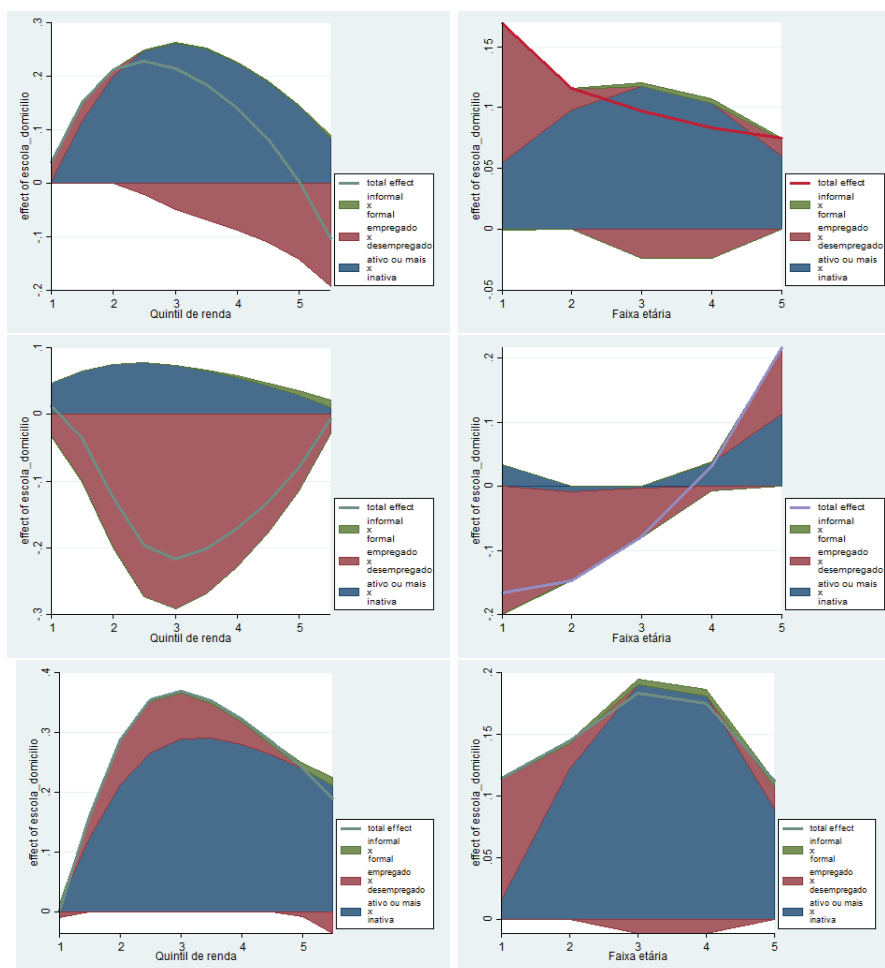 effect of escola_domicilio
.3
.2
.1
0
-.1
-.2
1
2
3
4
5
Quintil de renda
total effect
informal
x
formal
empregado
x
desempregado
ativo ou mais
x
inativa
effect of escola_domicilio
.15
.1
.05
0
-.05
1
2
3
4
5
Faixa etária
total effect
informal
x
formal
empregado
x
desempregado
ativo ou mais
x
inativa
effect of escola_domicilio
.1
0
-.1
-.2
-.3
1
2
3
4
5
Quintil de renda
total effect
informal
x
formal
empregado
x
desempregado
ativo ou mais
x
inativa
effect of escola_domicilio
.2
.1
0
-.1
-.2
1
2
3
4
5
Faixa etária
total effect
informal
x
formal
empregado
x
desempregado
ativo ou mais
x
inativa
effect of escola_domicilio
.4
.3
.2
.1
0
1
2
3
4
5
Quintil de renda
total effect
informal
x
formal
empregado
x
desempregado
ativo ou mais
x
inativa
effect of escola_domicilio
.2
.15
.1
.05
0
1
2
3
4
5
Faixa etária
total effect
informal
x
formal
empregado
x
desempregado
ativo ou mais
x
inativa